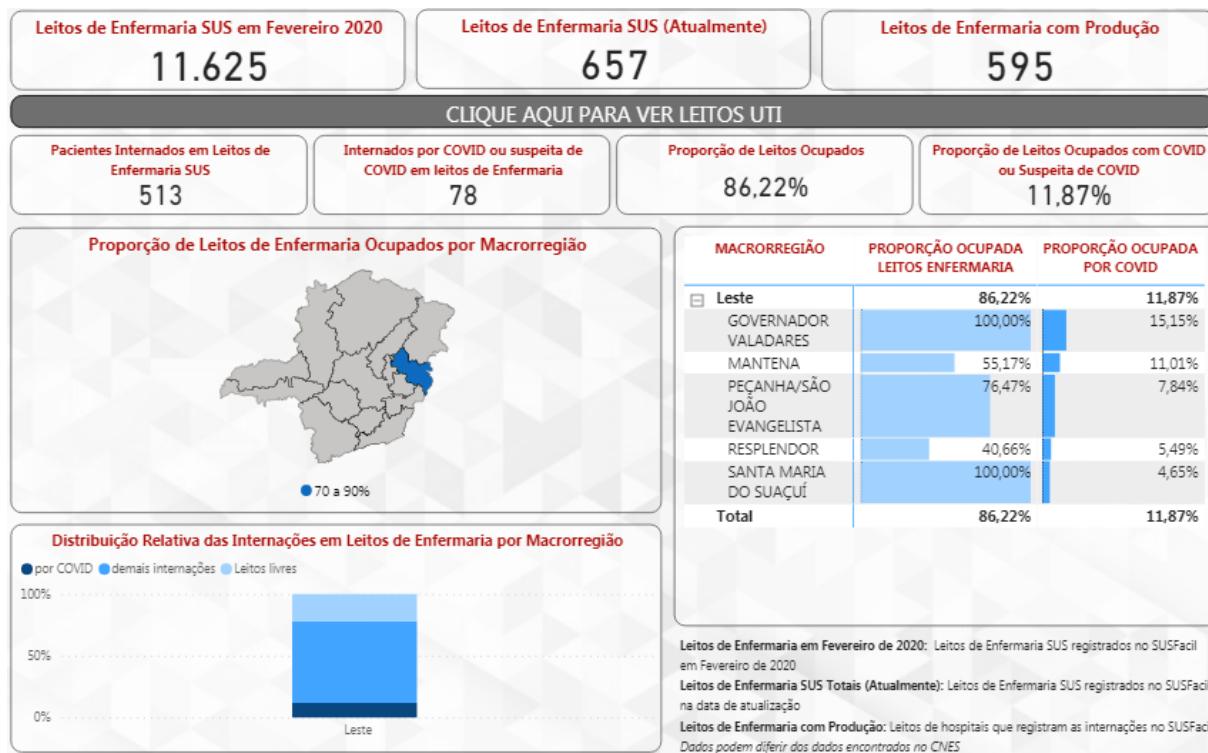 Leitos de Enfermaria SUS em Fevereiro 2020
11.625
Leitos de Enfermaria SUS (Atualmente)
657
Leitos de Enfermaria com Produção
595
CLIQUE AQUI PARA VER LEITOS UTI
Pacientes Internados em Leitos de
Enfermaria SUS
513
Internados por COVID ou suspeita de
COVID em leitos de Enfermaria
78
Proporção de Leitos Ocupados
86,22%
Proporção de Leitos Ocupados com COVID
ou Suspeita de COVID
11,87%
Proporção de Leitos de Enfermaria Ocupados por Macrorregião
70 a 90%
MACRORREGIÃO PROPORÇÃO OCUPADA PROPORÇÃO OCUPADA
LEITOS ENFERMARIA POR COVID
Leste 86,22% 11,87%
GOVERNADOR 100,00% 15,15%
VALADARES
MANTENA 55,17% 11,01%
PEÇANHA/SÃO 76,47% 7,84%
JOÃO
EVANGELISTA
RESPLENDOR 40,66% 5,49%
SANTA MARIA 100,00% 4,65%
DO SUAÇUÍ
Total 86,22% 11,87%
Distribuição Relativa das Internações em Leitos de Enfermaria por Macrorregião
por COVID demais internações Leitos livres
100%
50%
0%
Leste
Leitos de Enfermaria em Fevereiro de 2020: Leitos de Enfermaria SUS registrados no SUSFacil
em Fevereiro de 2020
Leitos de Enfermaria SUS Totais (Atualmente): Leitos de Enfermaria SUS registrados no SUSFacil
na data de atualização
Leitos de Enfermaria com Produção: Leitos de hospitais que registram as internações no SUSFacil
Dados podem diferir dos dados encontrados no CNES